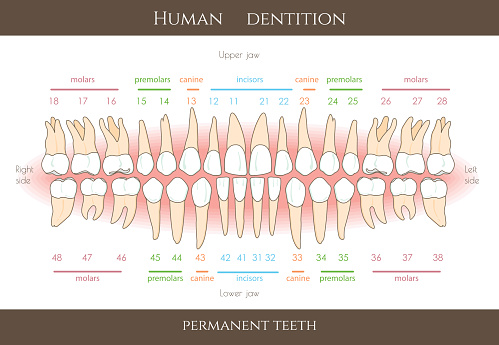 HUMAN DENTITION
Upper jaw
molars premolars canine incisors canine premolars molars
18 17 16 15 14 13 12 11 21 22 23 24 25 26 27 28
Right side
Left side
48 47 46 45 44 43 42 41 31 32 33 34 35 36 37 38
molars premolars canine incisors canine premolars molars
Lower jaw
PERMANENT TEETH